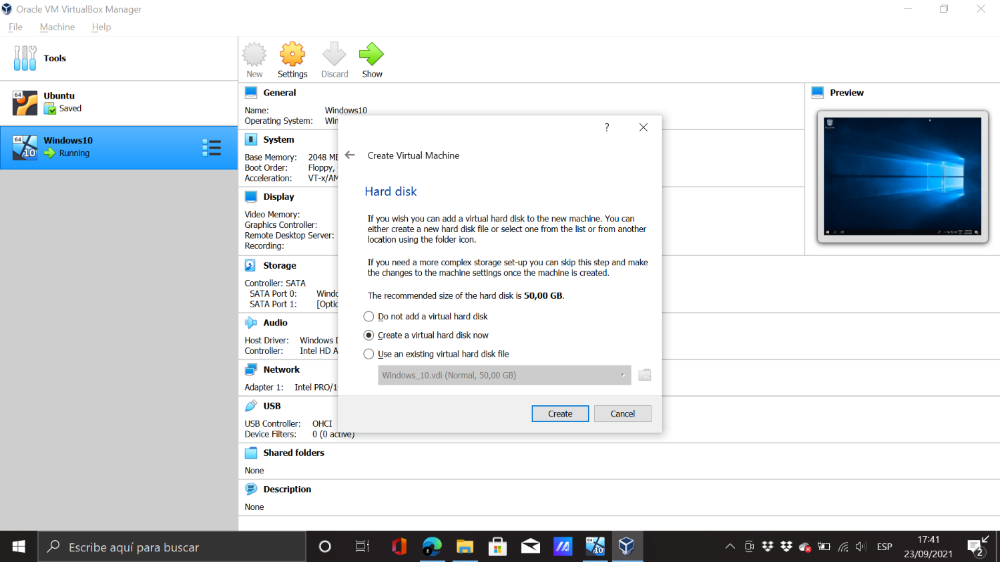 Oracle VM VirtualBox Manager
File Machine Help
Tools
New Settings Discard Show
64 Ubuntu
Saved
64 10 Windows10
Running
General
Name: Windows10
Operating System: Win
System
Base Memory: 2048 ME
Boot Order: Floppy,
Acceleration: VT-x/AM
Display
Video Memory:
Graphics Controller:
Remote Desktop Server:
Recording:
Storage
Controller: SATA
SATA Port 0: Windo
SATA Port 1: [Optic
Audio
Host Driver: Windows D
Controller: Intel HD A
Network
Adapter 1: Intel PRO/1
USB
USB Controller: OHCI
Device Filters: 0 (0 active)
Shared folders
None
Description
None
Preview
?
Create Virtual Machine
Hard disk
If you wish you can add a virtual hard disk to the new machine. You can
either create a new hard disk file or select one from the list or from another
location using the folder icon.
If you need a more complex storage set-up you can skip this step and make
the changes to the machine settings once the machine is created.
The recommended size of the hard disk is 50,00 GB.
Do not add a virtual hard disk
Create a virtual hard disk now
Use an existing virtual hard disk file
Windows_10.vdi (Normal, 50,00 GB)
Create Cancel
Escribe aquí para buscar
64 10
ESP
17:41
23/09/2021
2